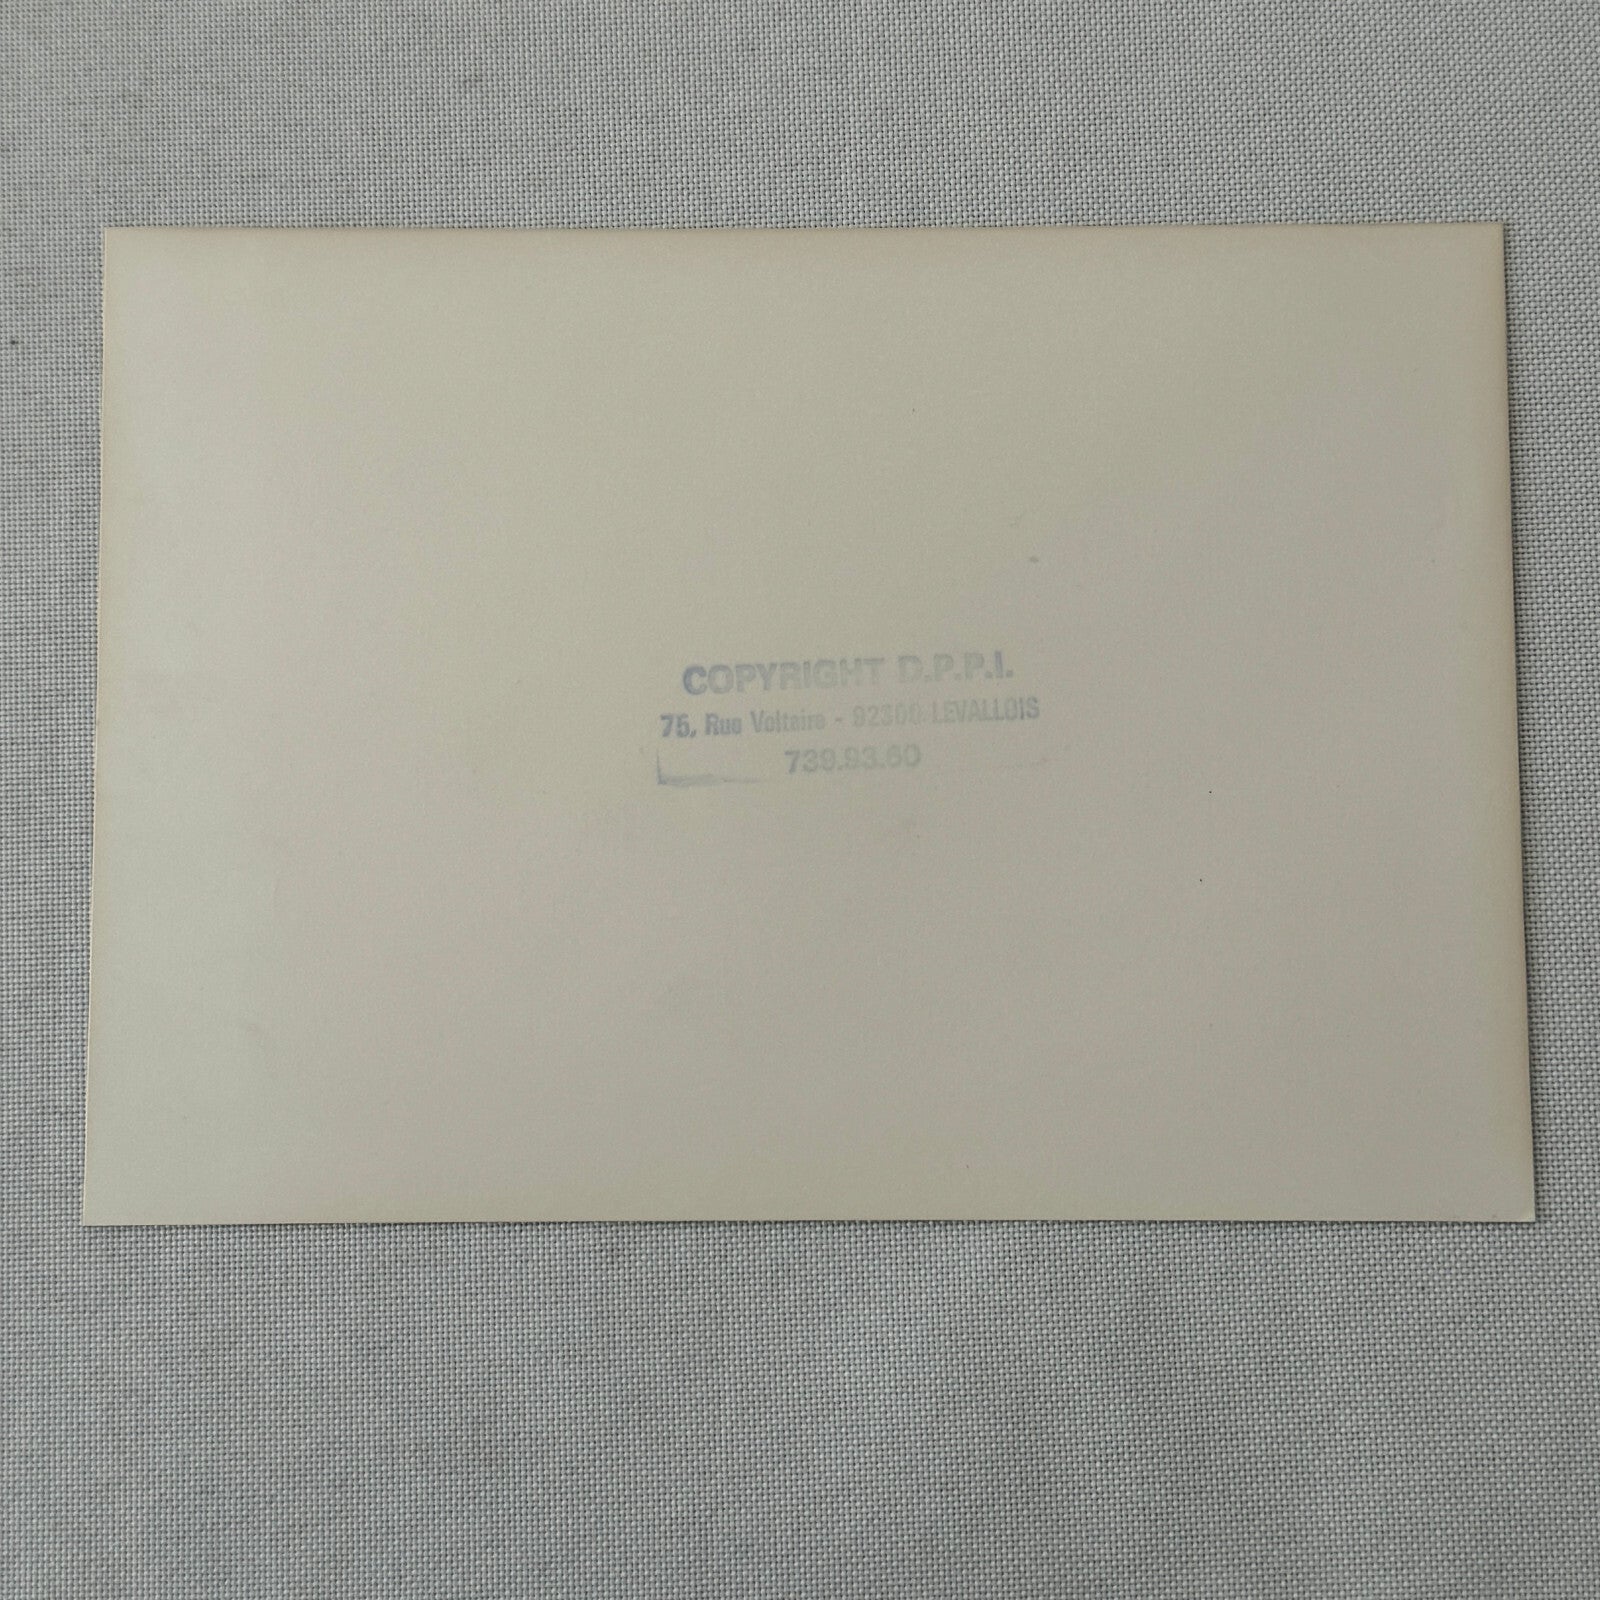 COPYRIGHT D.P.P.I.
75, Rue Voltaire - 92300 LEVALLOIS
739.93.60